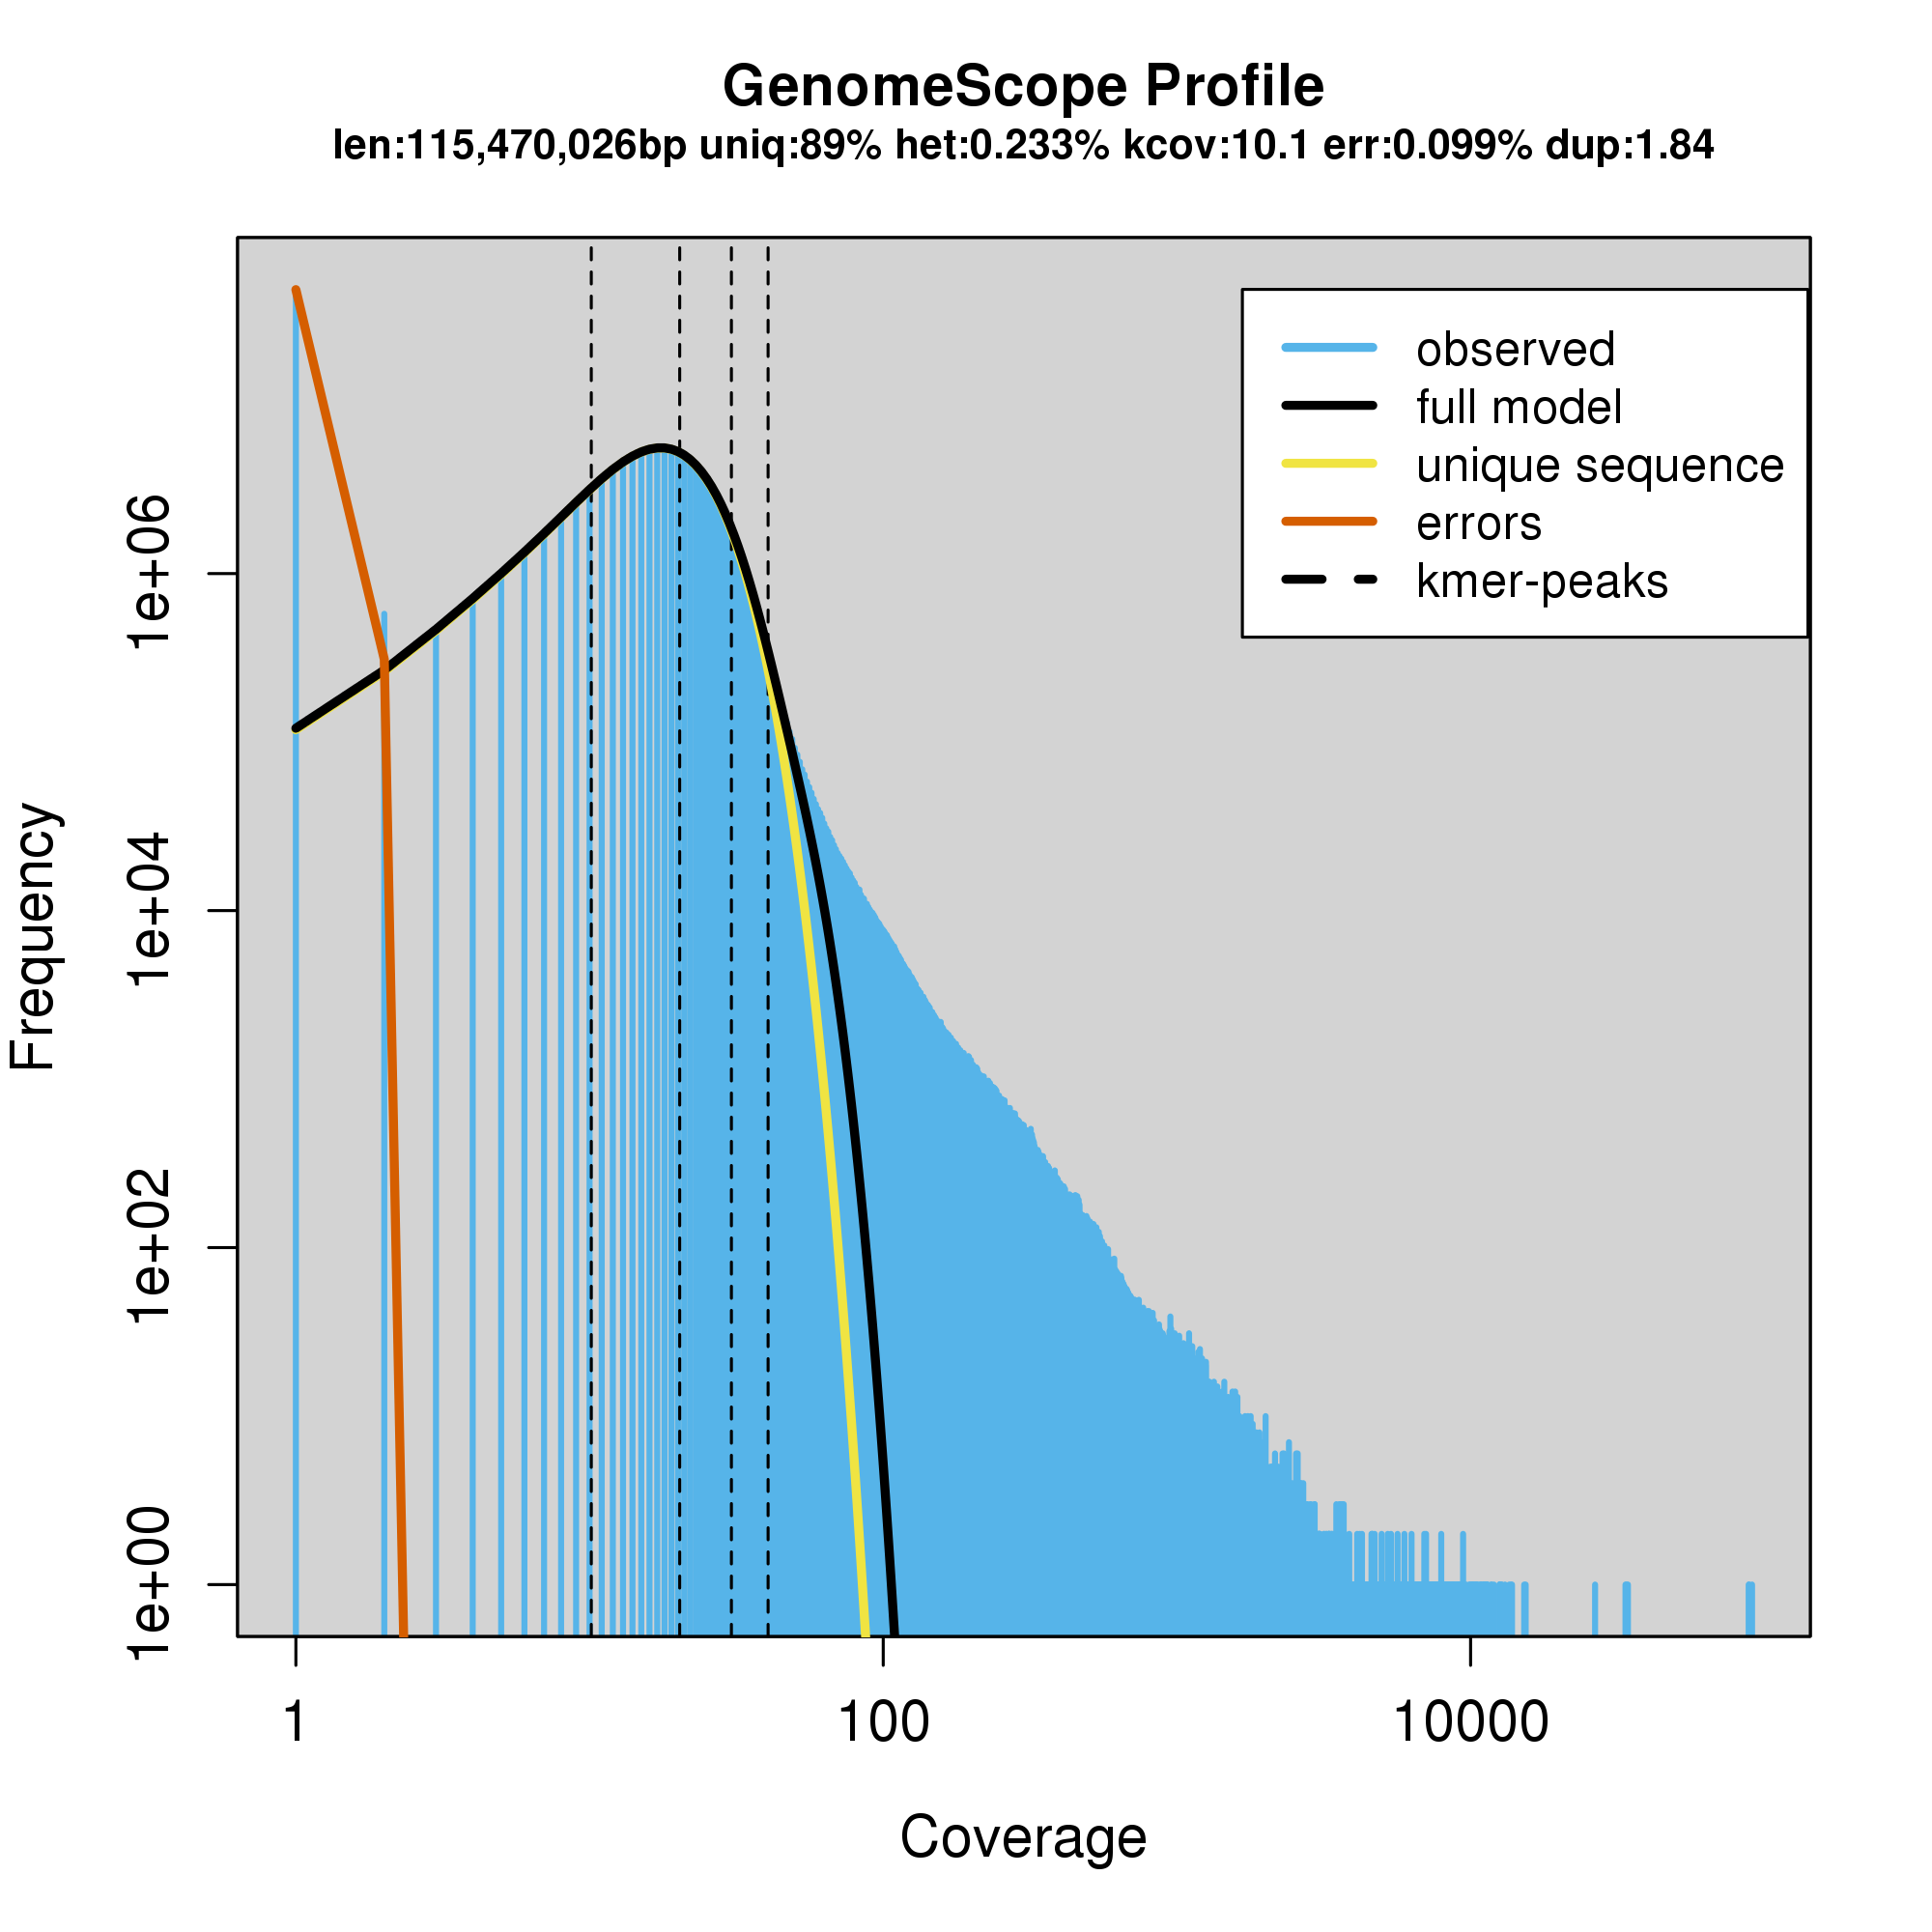 GenomeScope Profile
len:115,470,026bp uniq:89% het:0.233% kcov:10.1 err:0.099% dup:1.84
observed
full model
unique sequence
errors
kmer-peaks
Frequency
1e+06
1e+04
1e+02
1e+00
1 100 10000
Coverage